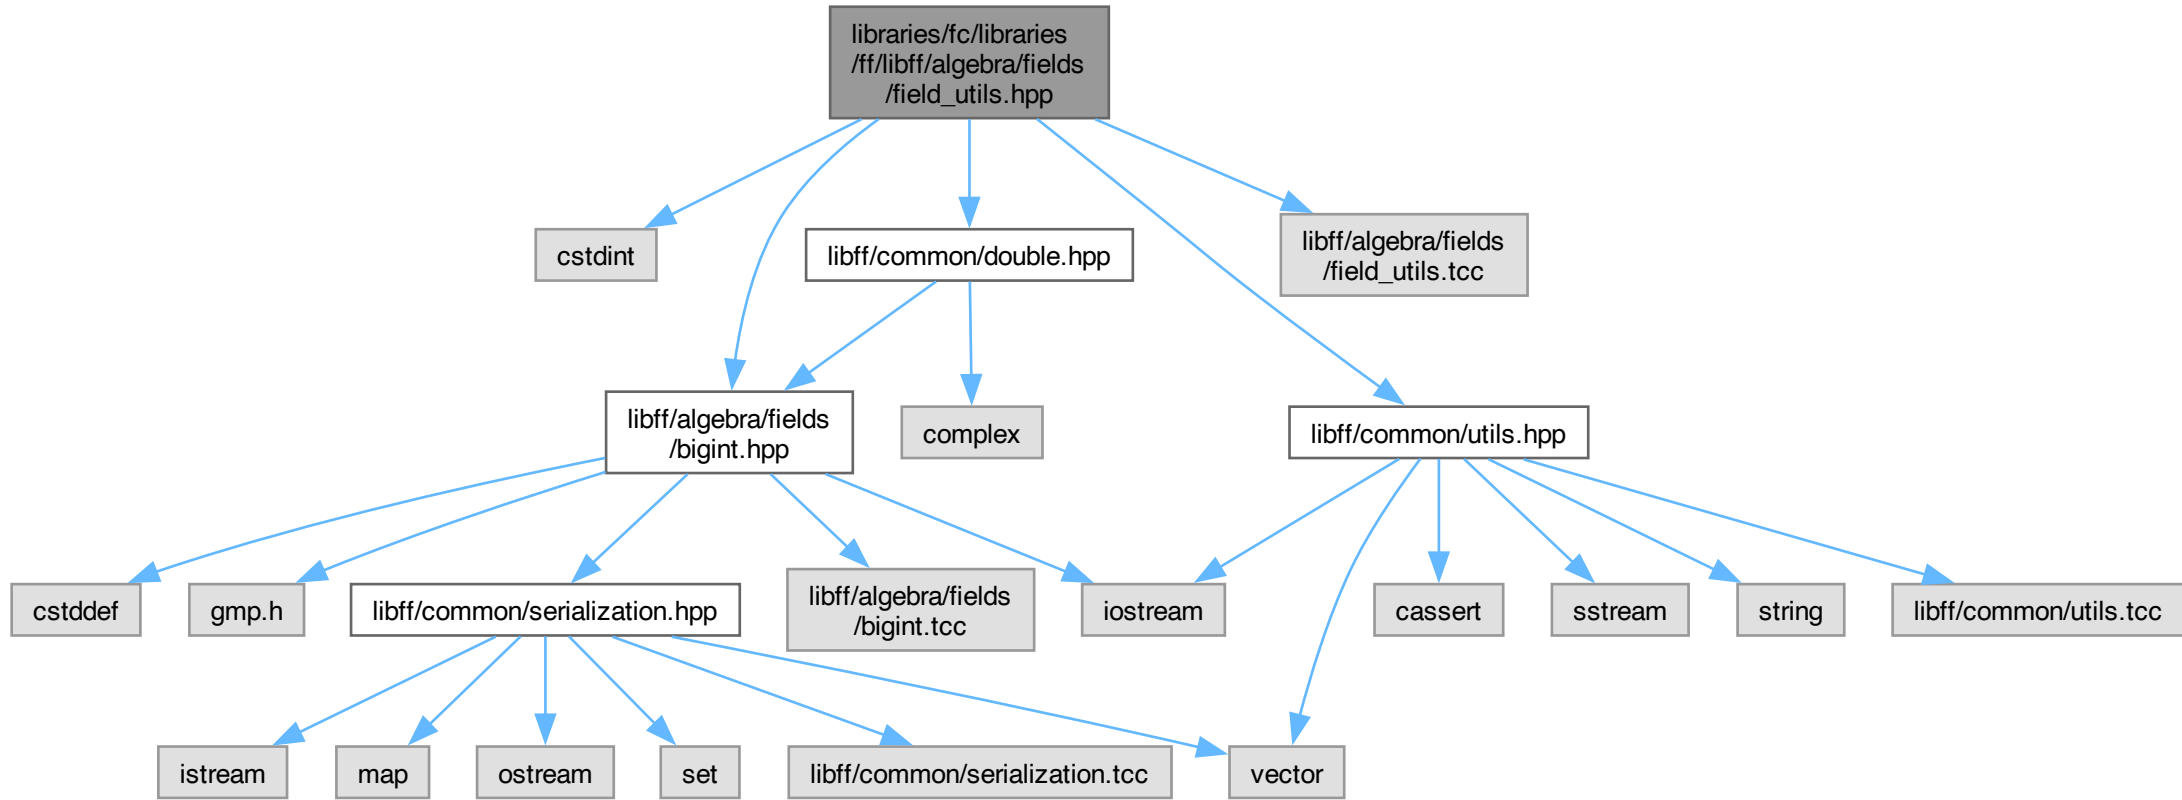 libraries/fc/libraries
/ff/libff/algebra/fields
/field_utils.hpp
cstdint
libff/common/double.hpp
libff/algebra/fields
/field_utils.tcc
libff/algebra/fields
/bigint.hpp
complex
libff/common/utils.hpp
cstddef
gmp.h
libff/common/serialization.hpp
libff/algebra/fields
/bigint.tcc
iostream
cassert
sstream
string
libff/common/utils.tcc
istream
map
ostream
set
libff/common/serialization.tcc
vector